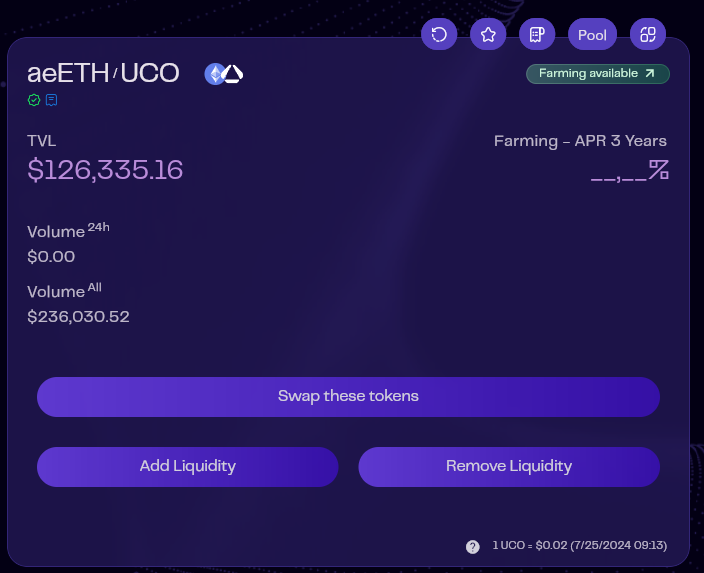 Pool
aeETH / UCO
Farming available
TVL
Farming - APR 3 Years
$126,335.16
__,__%
Volume 24h
$0.00
Volume All
$236,030.52
Swap these tokens
Add Liquidity
Remove Liquidity
? 1 UCO = $0.02 (7/25/2024 09:13)